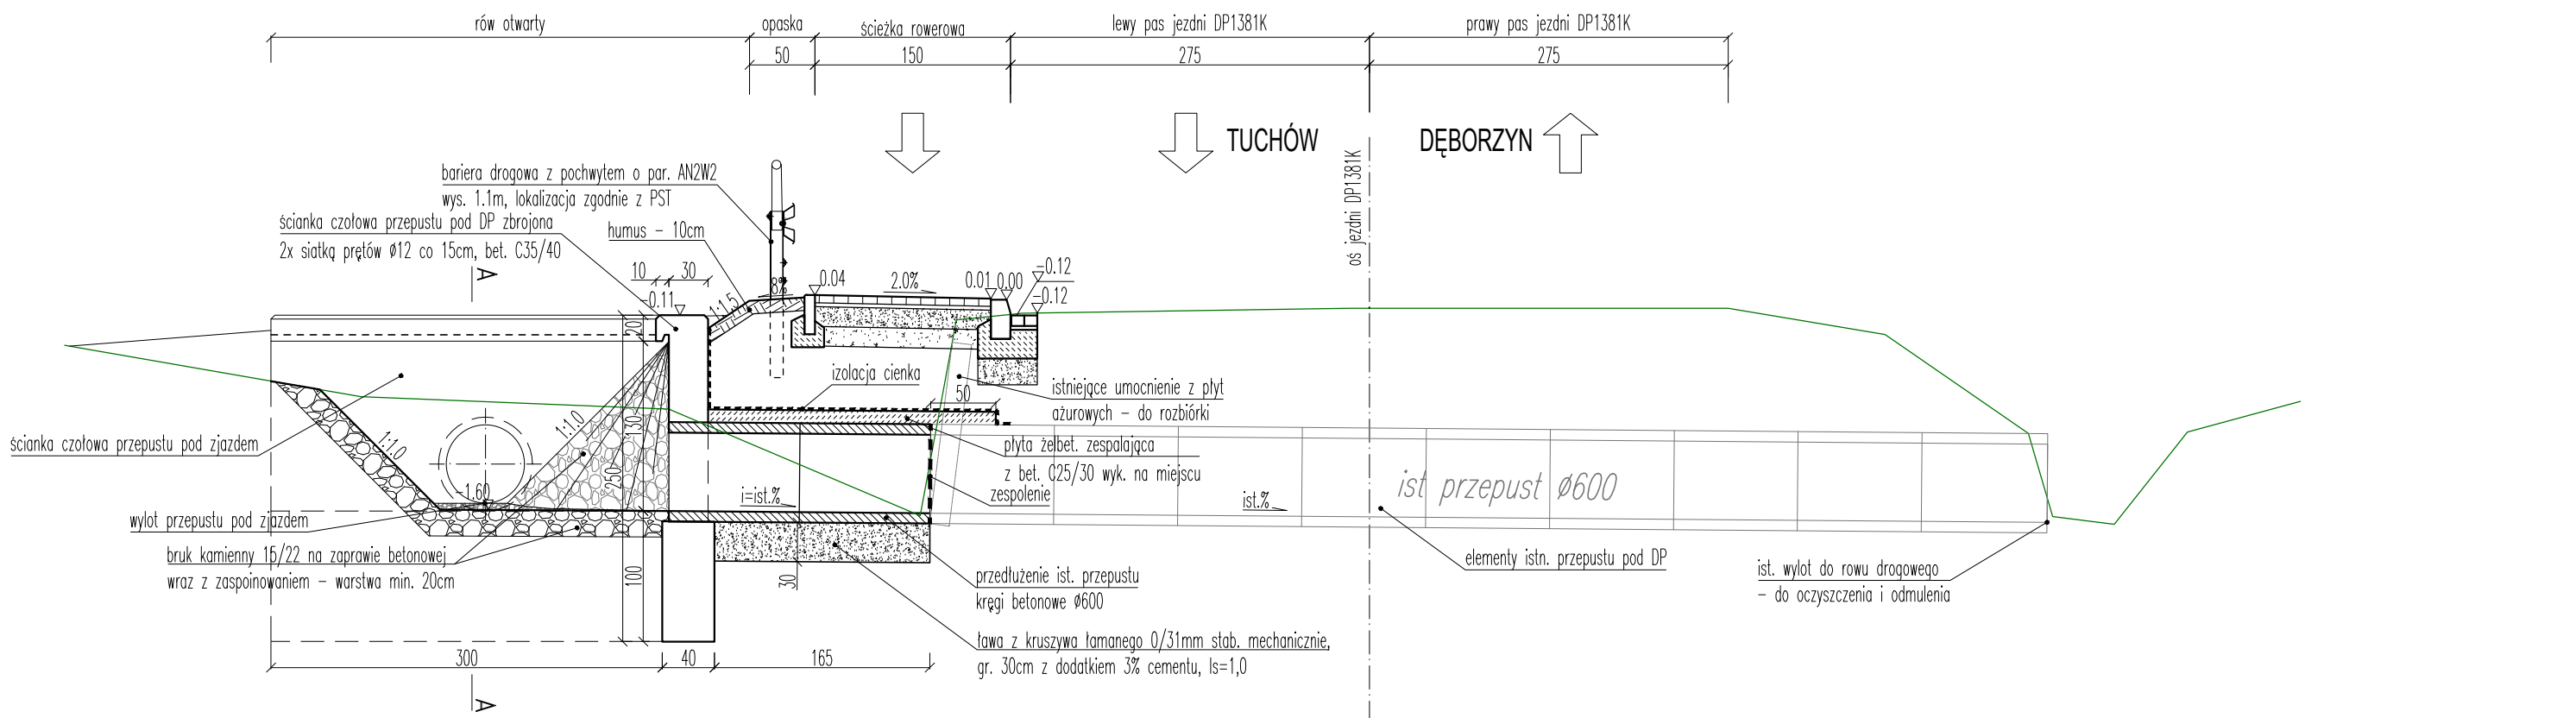 rów otwarty
opaska
ścieżka rowerowa
lewy pas jezdni DP1381K
prawy pas jezdni DP1381K
50
150
275
275
TUCHÓW
DĘBORZYN
oś jezdni DP1381K
bariera drogowa z pochwytem o par. AN2W2
wys. 1.1m, lokalizacja zgodnie z PST
ścianka czołowa przepustu pod DP zbrojona
2x siatką prętów ø12 co 15cm, bet. C35/40
humus - 10cm
A
10
30
-0.11
1:1.5
8%
0.04
2.0%
0.01
0.00
-0.12
-0.12
20
izolacja cienka
50
istniejące umocnienie z płyt
ażurowych - do rozbiórki
ścianka czołowa przepustu pod zjazdem
1:1.0
1:1.0
130
250
płyta żelbet. zespalająca
z bet. C25/30 wyk. na miejscu
zespolenie
-1.60
i=ist.%
ist.%
ist przepust ø600
wylot przepustu pod zjazdem
bruk kamienny 15/22 na zaprawie betonowej
wraz z zaspoinowaniem - warstwa min. 20cm
100
30
przedłużenie ist. przepustu
kręgi betonowe ø600
elementy istn. przepustu pod DP
ist. wylot do rowu drogowego
- do oczyszczenia i odmulenia
ława z kruszywa łamanego 0/31mm stab. mechanicznie,
gr. 30cm z dodatkiem 3% cementu, Is=1,0
300
40
165
A